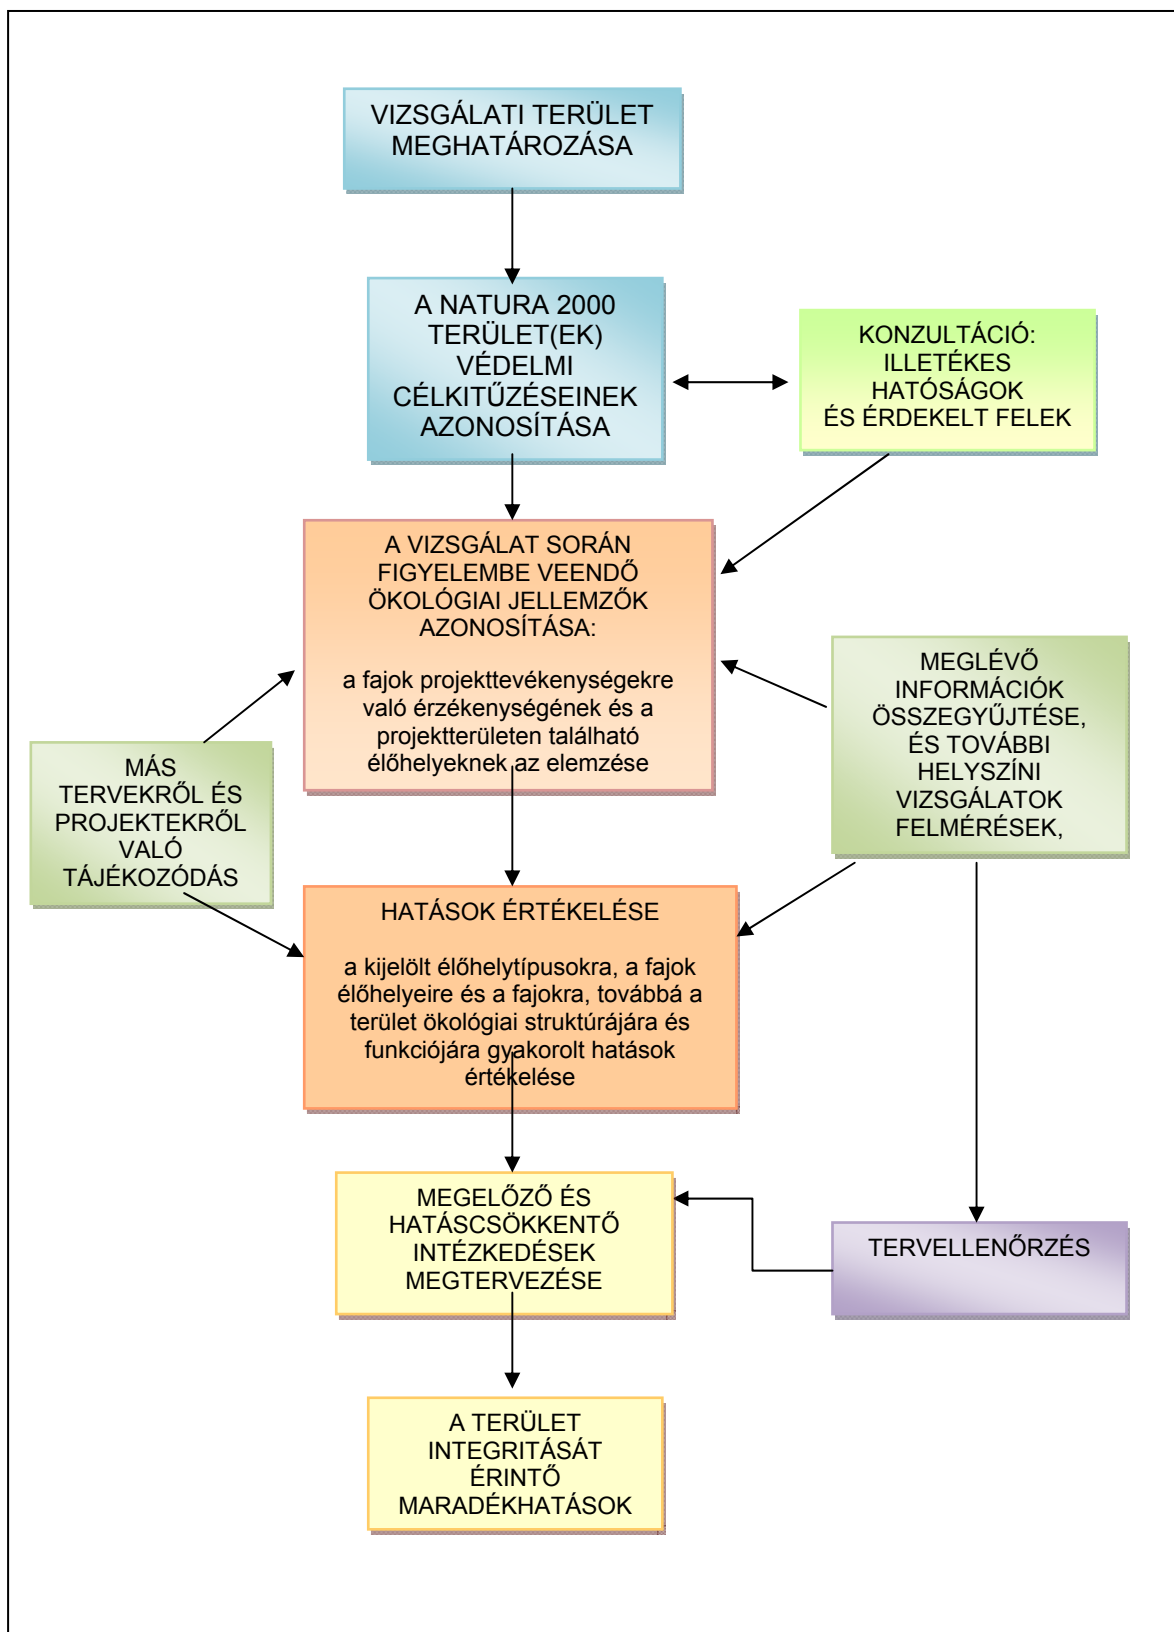 VIZSGÁLATI TERÜLET
MEGHATÁROZÁSA
A NATURA 2000
TERÜLET(EK)
VÉDELMI
CÉLKITŰZÉSEINEK
AZONOSÍTÁSA
KONZULTÁCIÓ:
ILLETÉKES
HATÓSÁGOK
ÉS ÉRDEKELT FELEK
A VIZSGÁLAT SORÁN
FIGYELEMBE VEENDŐ
ÖKOLÓGIAI JELLEMZŐK
AZONOSÍTÁSA:
a fajok projekttevékenységekre
való érzékenységének és a
projektterületen található
élőhelyeknek az elemzése
MEGLÉVŐ
INFORMÁCIÓK
ÖSSZEGYŰJTÉSE,
ÉS TOVÁBBI
HELYSZÍNI
VIZSGÁLATOK
FELMÉRÉSEK,
MÁS
TERVEKRŐL ÉS
PROJEKTEKRŐL
VALÓ
TÁJÉKOZÓDÁS
HATÁSOK ÉRTÉKELÉSE
a kijelölt élőhelytípusokra, a fajok
élőhelyeire és a fajokra, továbbá a
terület ökológiai struktúrájára és
funkciójára gyakorolt hatások
értékelése
MEGELŐZŐ ÉS
HATÁSCSÖKKENTŐ
INTÉZKEDÉSEK
MEGTERVEZÉSE
TERVELLENŐRZÉS
A TERÜLET
INTEGRITÁSÁT
ÉRINTŐ
MARADÉKHATÁSOK